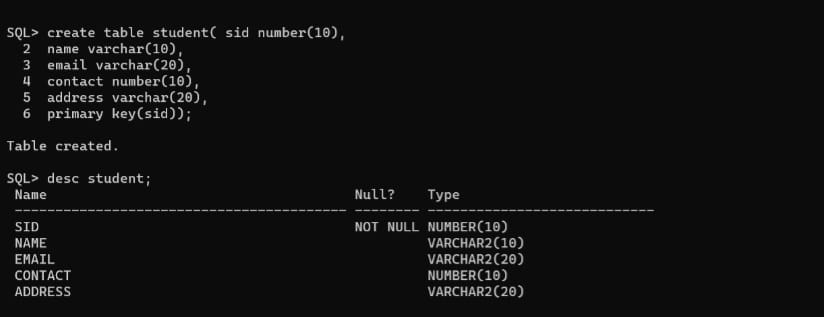 SQL> create table student( sid number(10),
  2  name varchar(10),
  3  email varchar(20),
  4  contact number(10),
  5  address varchar(20),
  6  primary key(sid));
Table created.
SQL> desc student;
 Name                                      Null?    Type
 ----------------------------------------- -------- ----------------------------
 SID                                       NOT NULL NUMBER(10)
 NAME                                               VARCHAR2(10)
 EMAIL                                              VARCHAR2(20)
 CONTACT                                            NUMBER(10)
 ADDRESS                                            VARCHAR2(20)